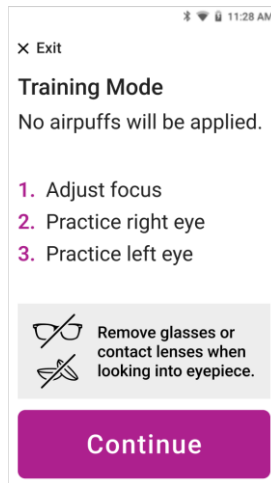 11:28 AM
× Exit
Training Mode
No airpuffs will be applied.
1. Adjust focus
2. Practice right eye
3. Practice left eye
Remove glasses or
contact lenses when
looking into eyepiece.
Continue